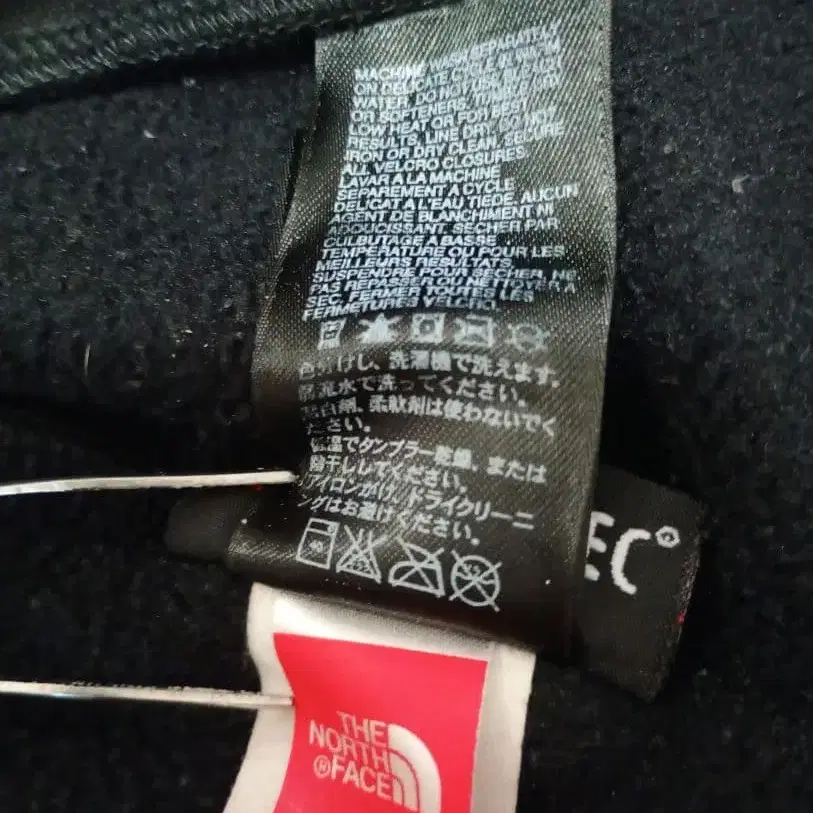 MACHINE WASH SEPARATELY
ON DELICATE CYCLE IN WARM
WATER, DO NOT USE BLEACH
OR SOFTENERS, TUMBLE DRY
LOW HEAT OR FOR BEST
RESULTS, LINE DRY, DO NOT
IRON OR DRY CLEAN, SECURE
ALL VELCRO CLOSURES
LAVAR A LA MACHINE
SEPAREMENT A CYCLE
DELICAT A L'EAU TIEDE, AUCUN
AGENT DE BLANCHIMENT NI
ADOUCISSANT, SECHER PAR
CULBUTAGE A BASSE
TEMPERATURE OU POUR LES
MEILLEURS RESULTATS
SUSPENDRE POUR SECHER, NE
PAS REPASSER OU NETTOYER A
SEC, FERMER TOUTES LES
FERMETURES VELCRO.
色分けし、洗濯機で洗えます。
弱流水で洗ってください。
漂白剤、柔軟剤は使わないでく
ださい。
低温でタンブラー乾燥、または
陰干ししてください。
アイロンがけ、ドライクリーニ
ングはお避けください。
EC
THE
NORTH
®FACE